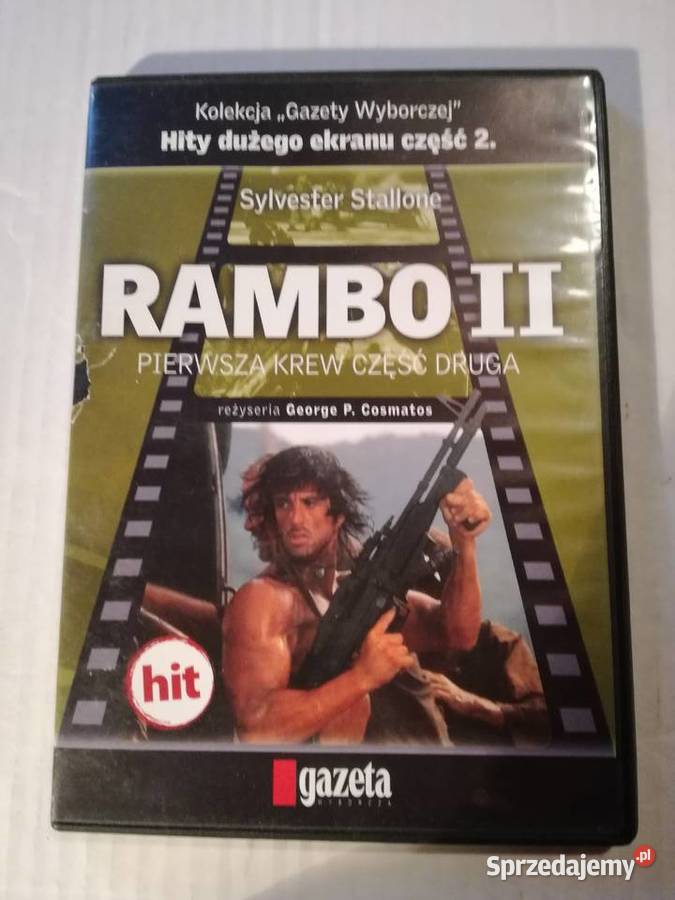 Kolekcja „Gazety Wyborczej”
Hity dużego ekranu część 2.
Sylvester Stallone
RAMBO II
PIERWSZA KREW CZĘŚĆ DRUGA
reżyseria George P. Cosmatos
hit
gazeta
WYBORCZA
Sprzedajemy.pl